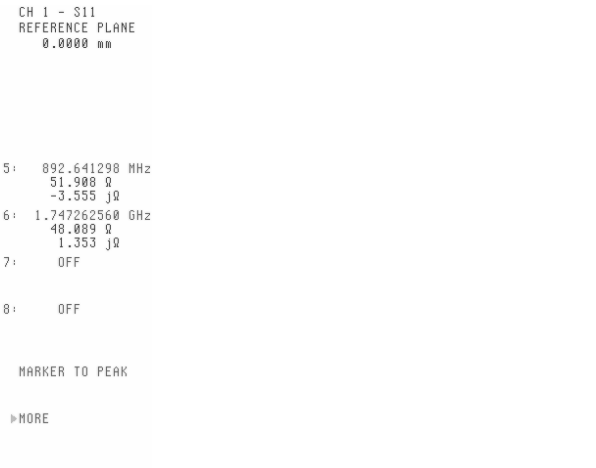 CH 1 - S11
REFERENCE PLANE
0.0000 mm
5: 892.641298 MHz
51.908 Ω
-3.555 jΩ
6: 1.747262560 GHz
48.089 Ω
1.353 jΩ
7: OFF
8: OFF
MARKER TO PEAK
▶MORE